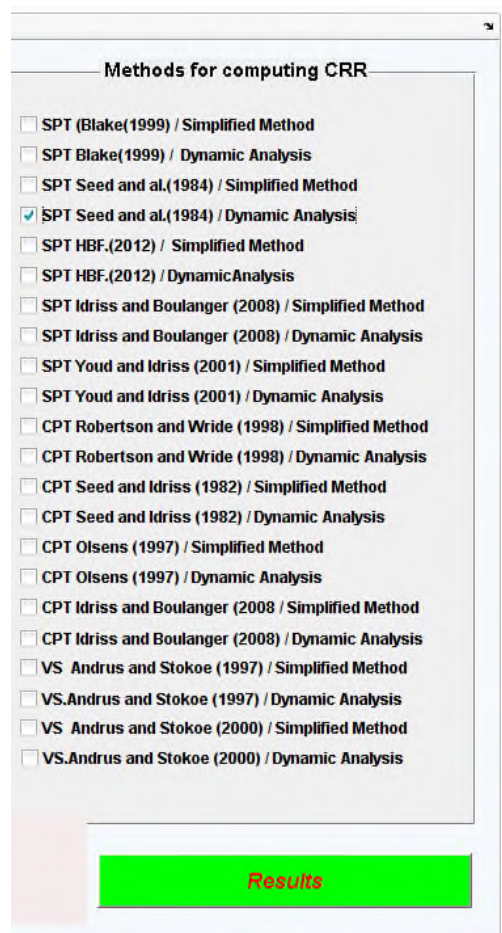 Methods for computing CRR
SPT (Blake(1999) / Simplified Method
SPT Blake(1999) / Dynamic Analysis
SPT Seed and al.(1984) / Simplified Method
SPT Seed and al.(1984) / Dynamic Analysis
SPT HBF.(2012) / Simplified Method
SPT HBF.(2012) / DynamicAnalysis
SPT Idriss and Boulanger (2008) / Simplified Method
SPT Idriss and Boulanger (2008) / Dynamic Analysis
SPT Youd and Idriss (2001) / Simplified Method
SPT Youd and Idriss (2001) / Dynamic Analysis
CPT Robertson and Wride (1998) / Simplified Method
CPT Robertson and Wride (1998) / Dynamic Analysis
CPT Seed and Idriss (1982) / Simplified Method
CPT Seed and Idriss (1982) / Dynamic Analysis
CPT Olsens (1997) / Simplified Method
CPT Olsens (1997) / Dynamic Analysis
CPT Idriss and Boulanger (2008 / Simplified Method
CPT Idriss and Boulanger (2008) / Dynamic Analysis
VS Andrus and Stokoe (1997) / Simplified Method
VS.Andrus and Stokoe (1997) / Dynamic Analysis
VS Andrus and Stokoe (2000) / Simplified Method
VS.Andrus and Stokoe (2000) / Dynamic Analysis
Results